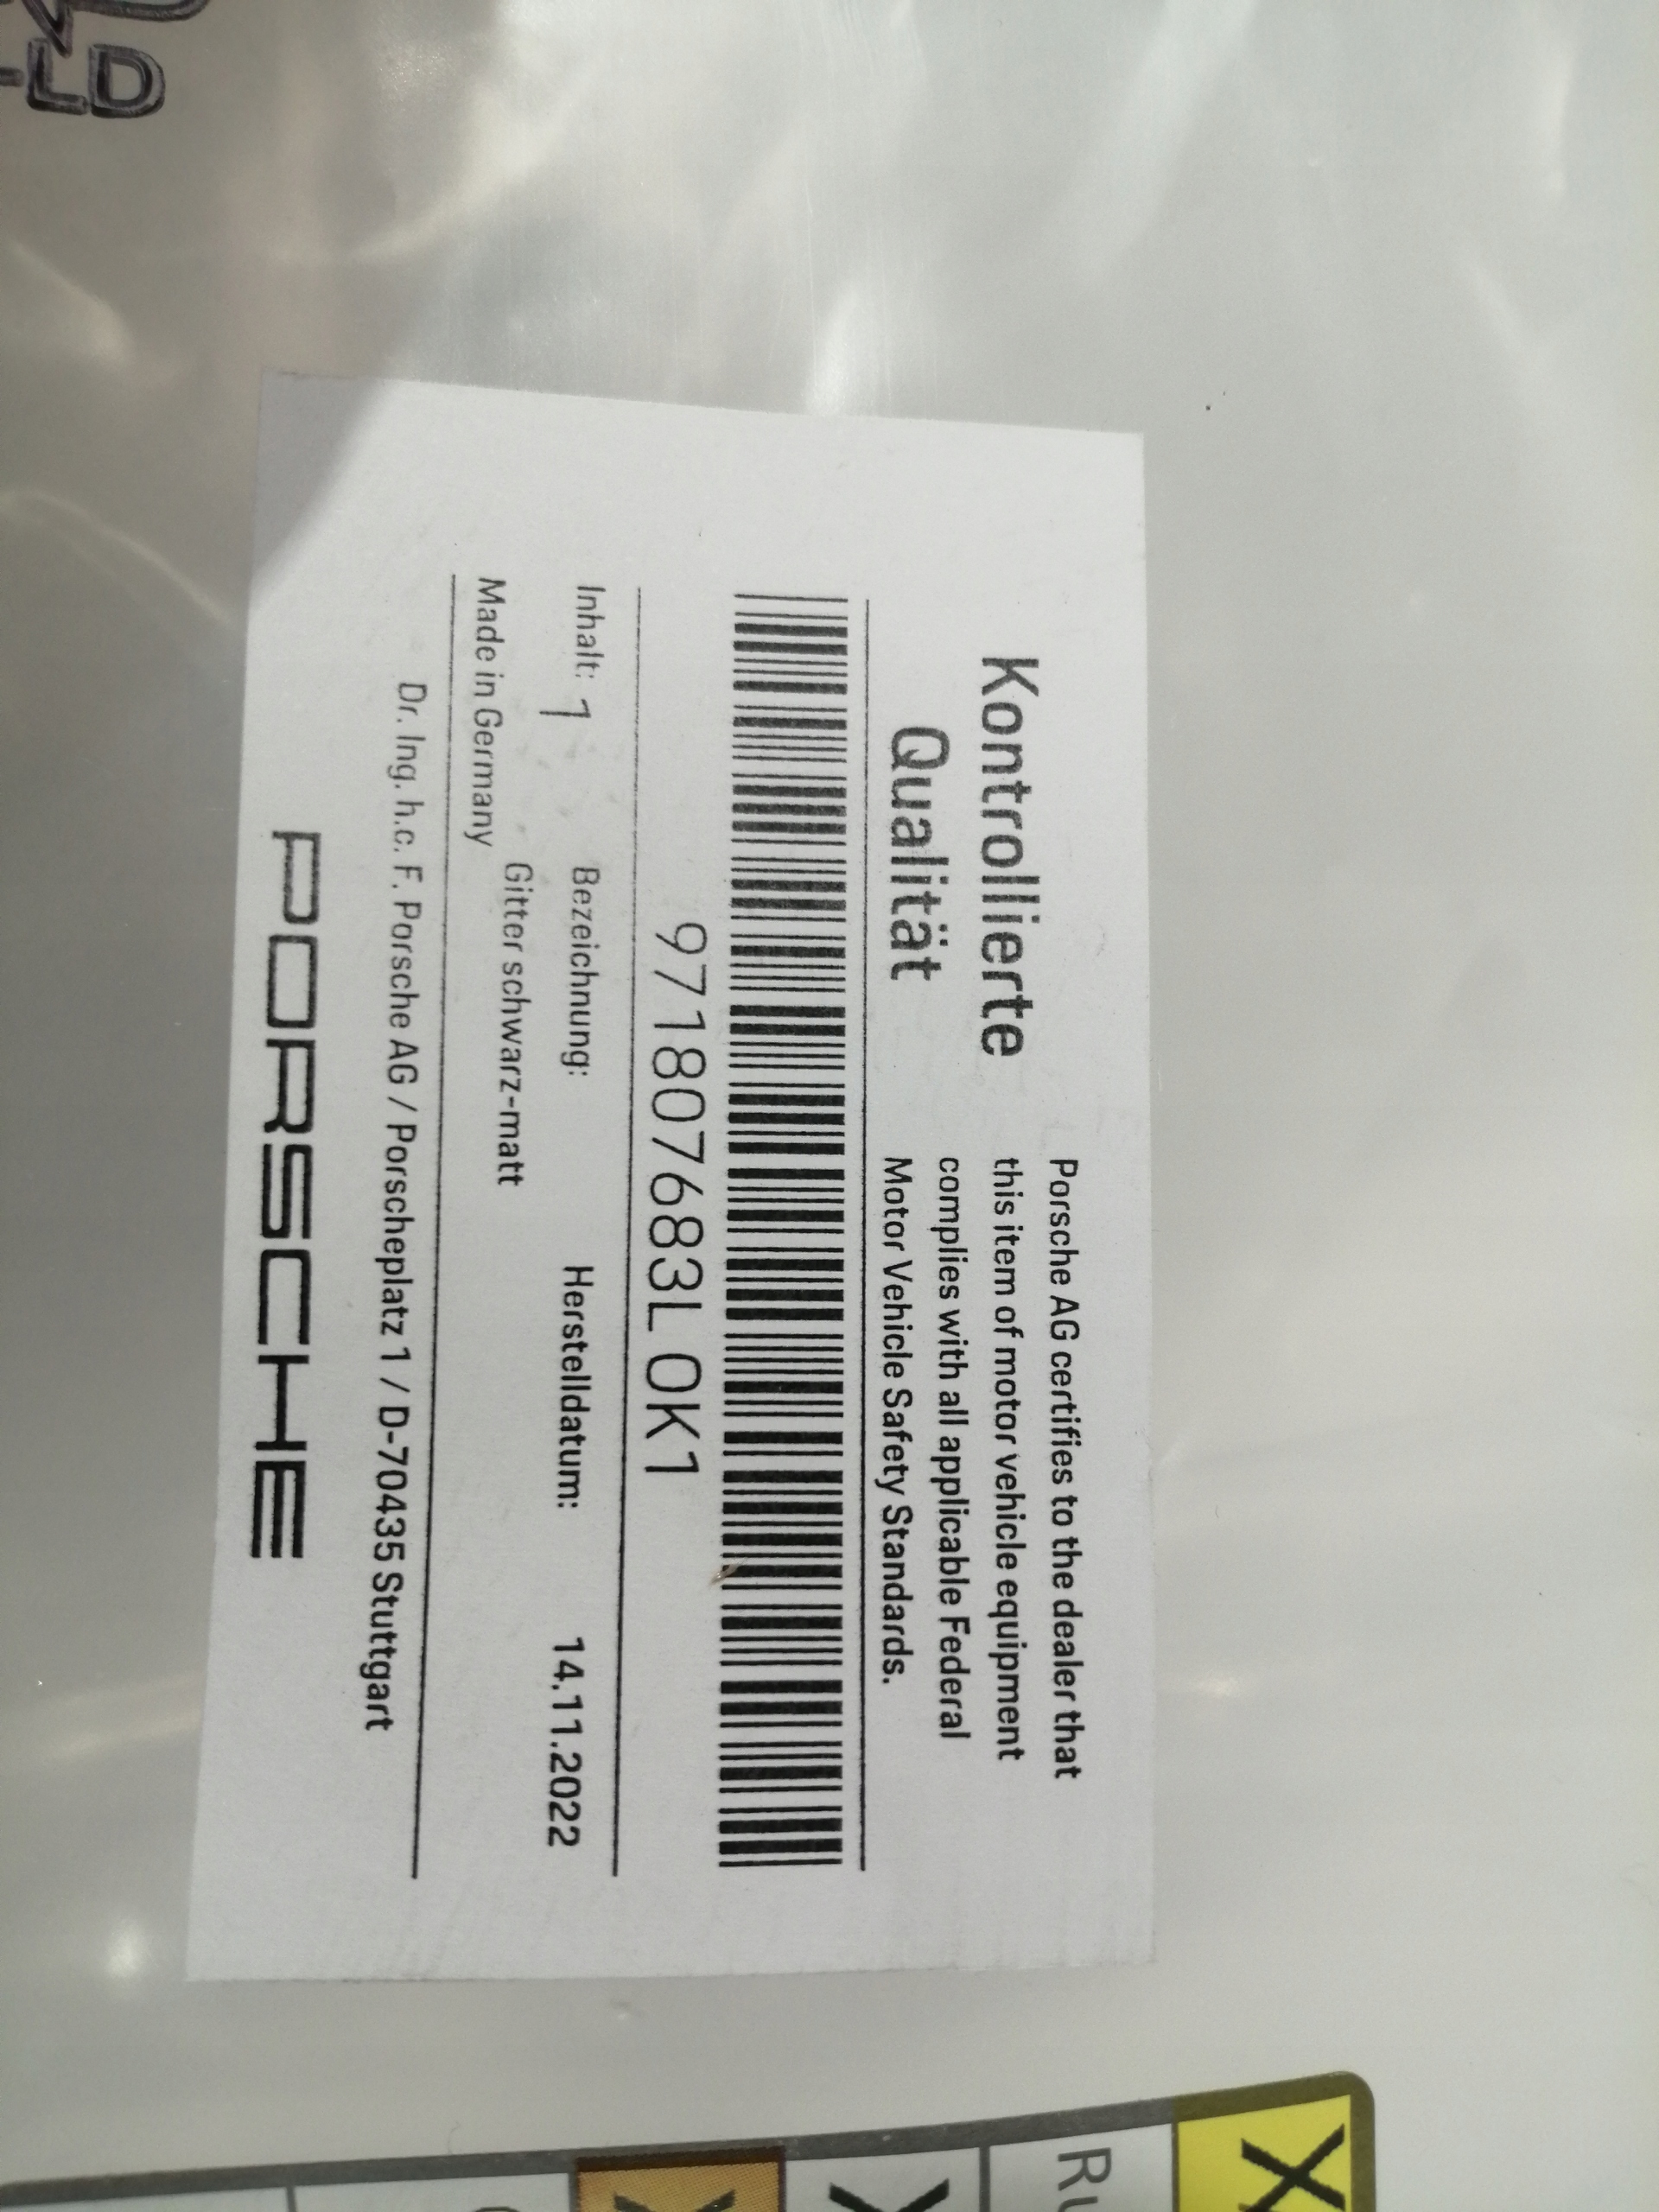 Kontrollierte
Qualität
Porsche AG certifies to the dealer that
this item of motor vehicle equipment
complies with all applicable Federal
Motor Vehicle Safety Standards.
971807683L OK1
Inhalt: 1 Bezeichnung: Herstelldatum: 14.11.2022
Gitter schwarz-matt
Made in Germany
Dr. Ing. h.c. F. Porsche AG / Porscheplatz 1 / D-70435 Stuttgart
PORSCHE
X
Ru
X
-LD